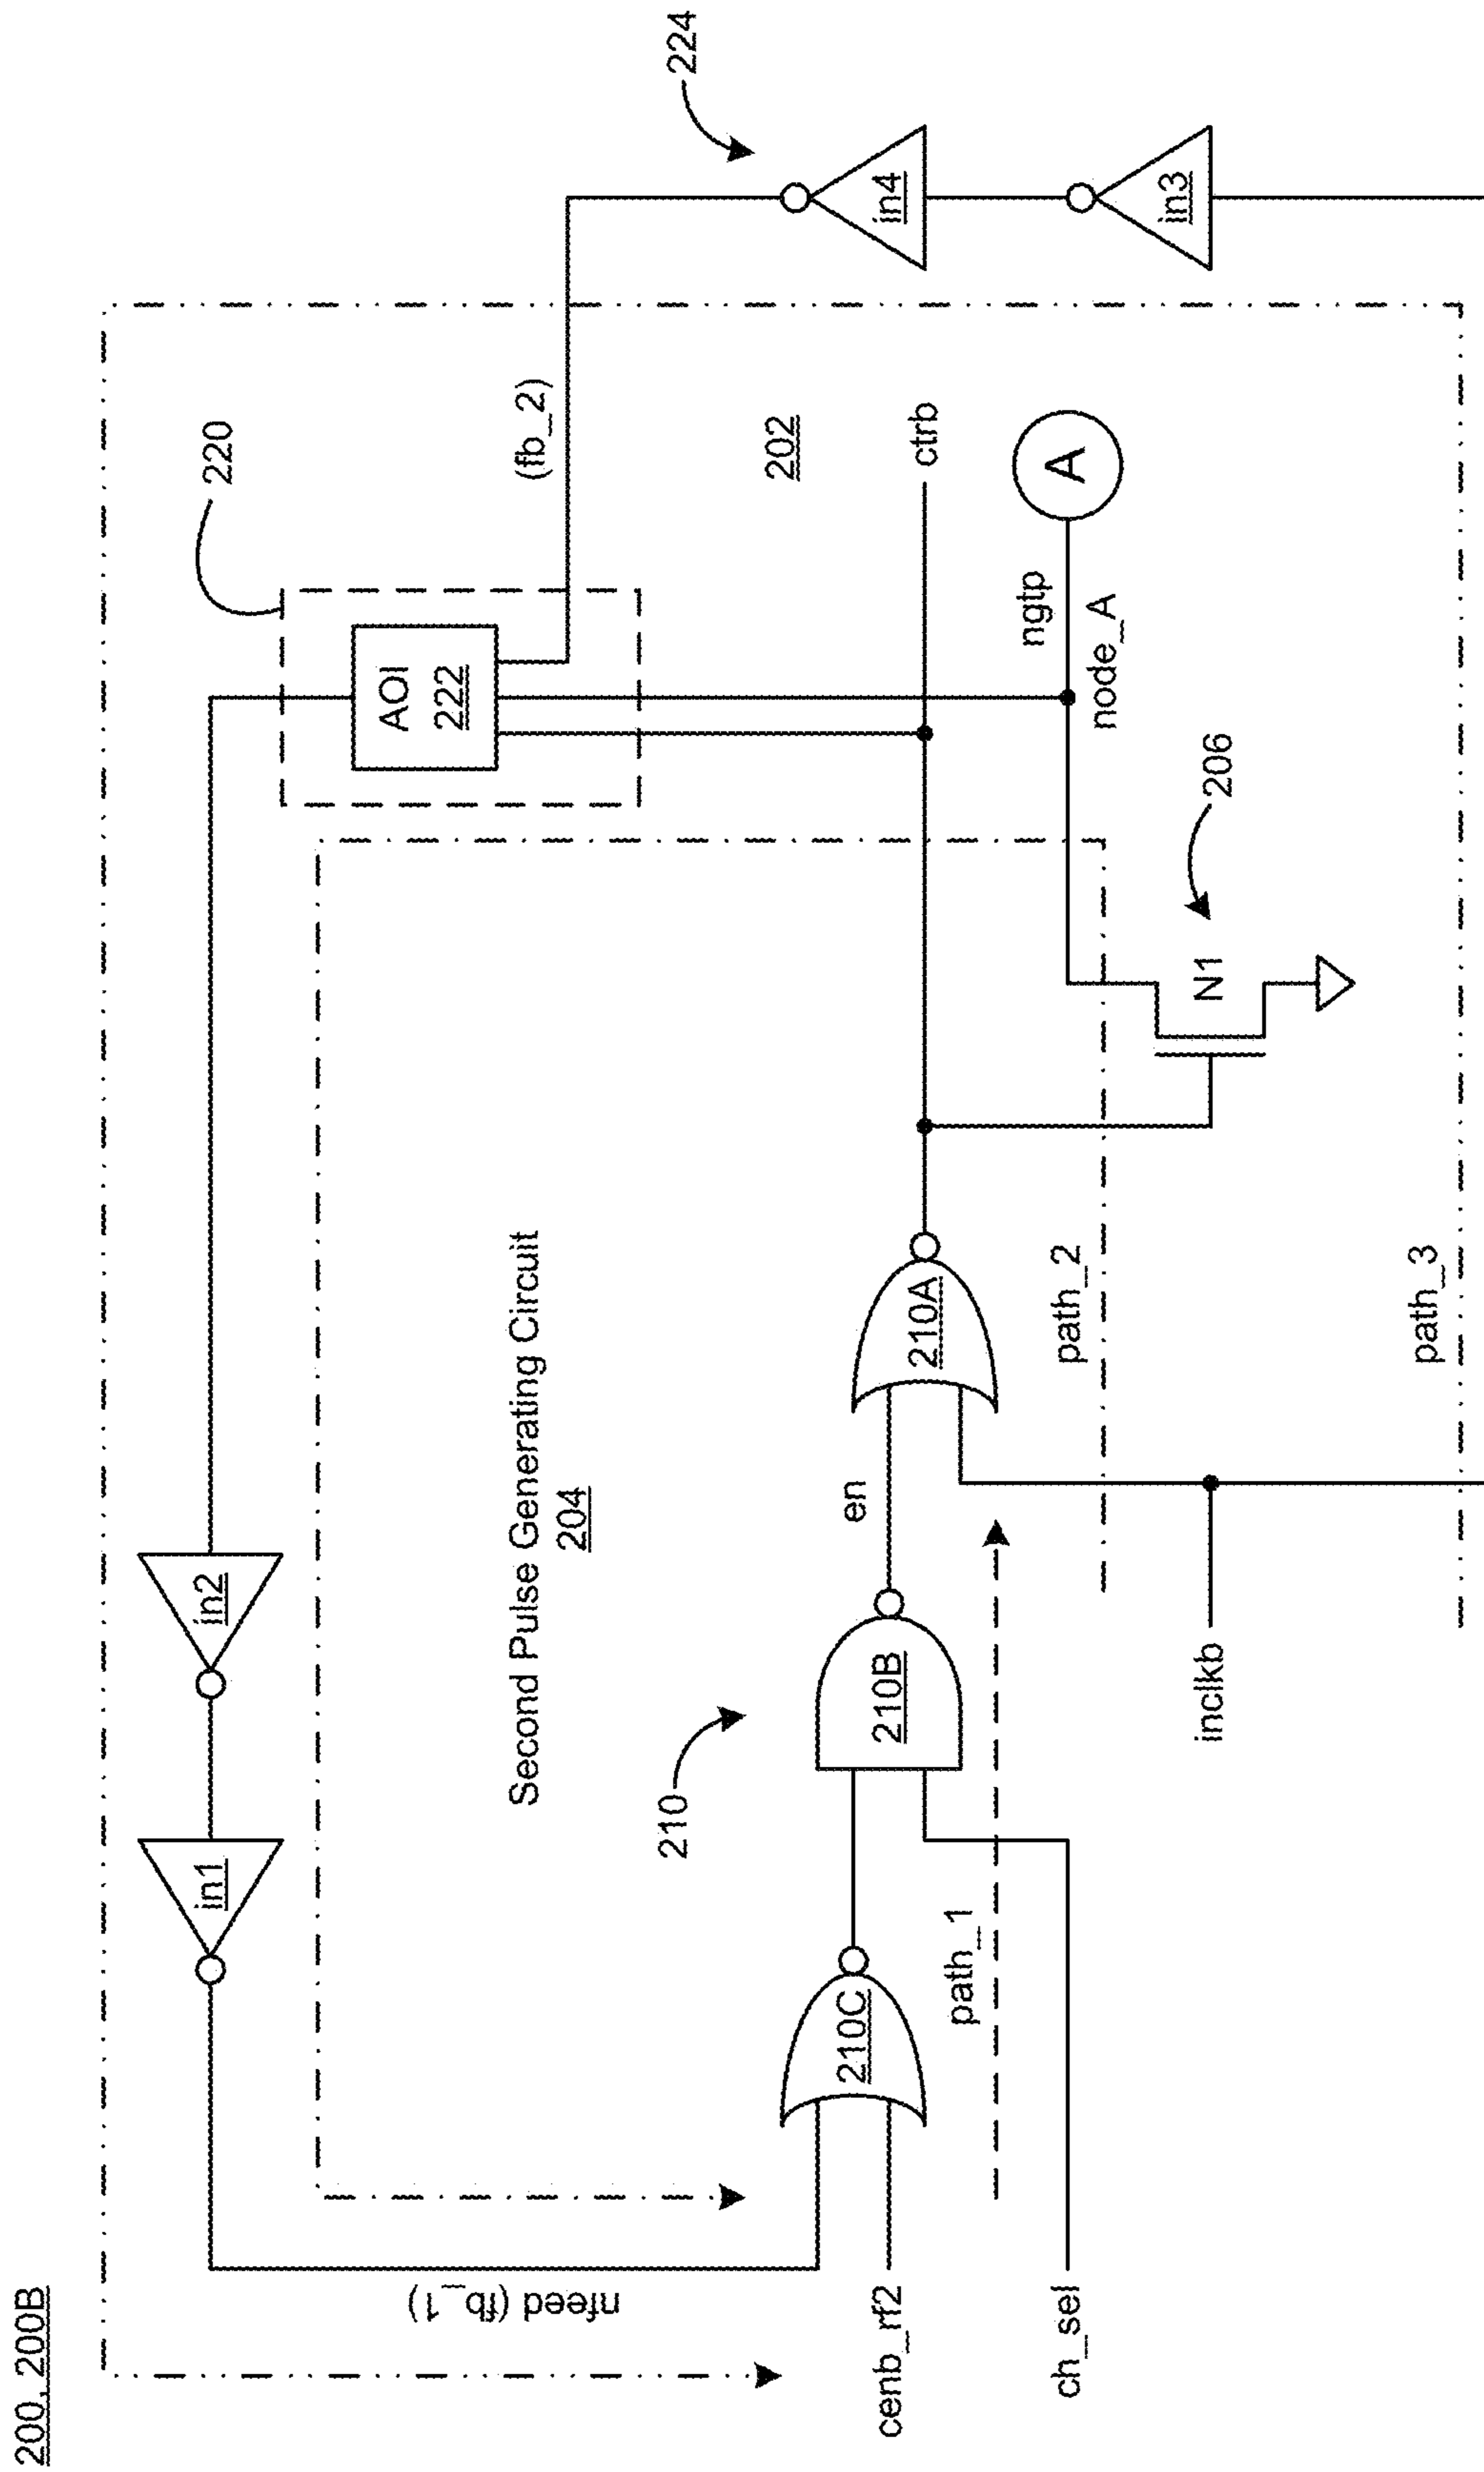 200, 200B
in1
in2
220
AOI
222
nfeed (fb_1)
(fb_2)
224
in4
in3
Second Pulse Generating Circuit
204
202
210
210C
210B
en
210A
ctrb
cenb_rf2
path_1
path_2
ngtp
node_A
A
ch_sel
N1
206
inclkb
path_3